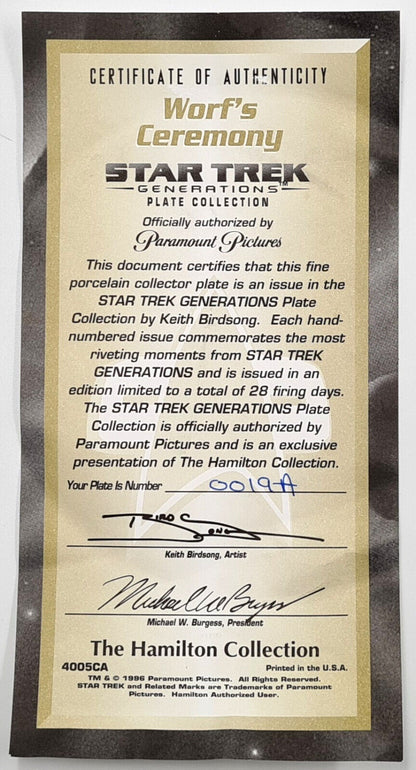 CERTIFICATE OF AUTHENTICITY
Worf's
Ceremony
STAR TREK
GENERATIONS™
PLATE COLLECTION
Officially authorized by
Paramount Pictures
This document certifies that this fine
porcelain collector plate is an issue in the
STAR TREK GENERATIONS Plate
Collection by Keith Birdsong. Each hand-
numbered issue commemorates the most
riveting moments from STAR TREK
GENERATIONS and is issued in an
edition limited to a total of 28 firing days.
The STAR TREK GENERATIONS Plate
Collection is officially authorized by
Paramount Pictures and is an exclusive
presentation of The Hamilton Collection.
Your Plate Is Number 0019A
Keith Birdsong, Artist
Michael W. Burgess, President
The Hamilton Collection
4005CA Printed in the U.S.A.
TM & © 1996 Paramount Pictures. All Rights Reserved.
STAR TREK and Related Marks are Trademarks of Paramount
Pictures. Hamilton Authorized User.